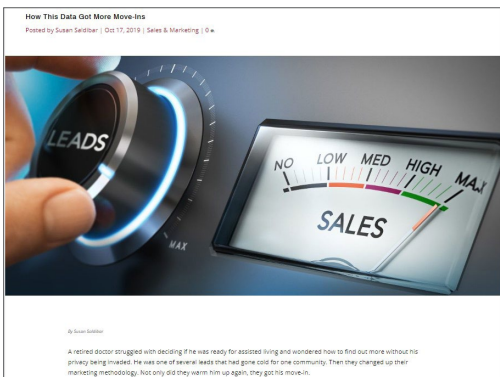 How This Data Got More Move-Ins
Posted by Susan Saldibar | Oct 17, 2019 | Sales & Marketing | 0
LEADS
MAX
NO LOW MED HIGH MAX
SALES
By Susan Saldibar
A retired doctor struggled with deciding if he was ready for assisted living and wondered how to find out more without his
privacy being invaded. He was one of several leads that had gone cold for one community. Then they changed up their
marketing methodology. Not only did they warm him up again, they got his move-in.